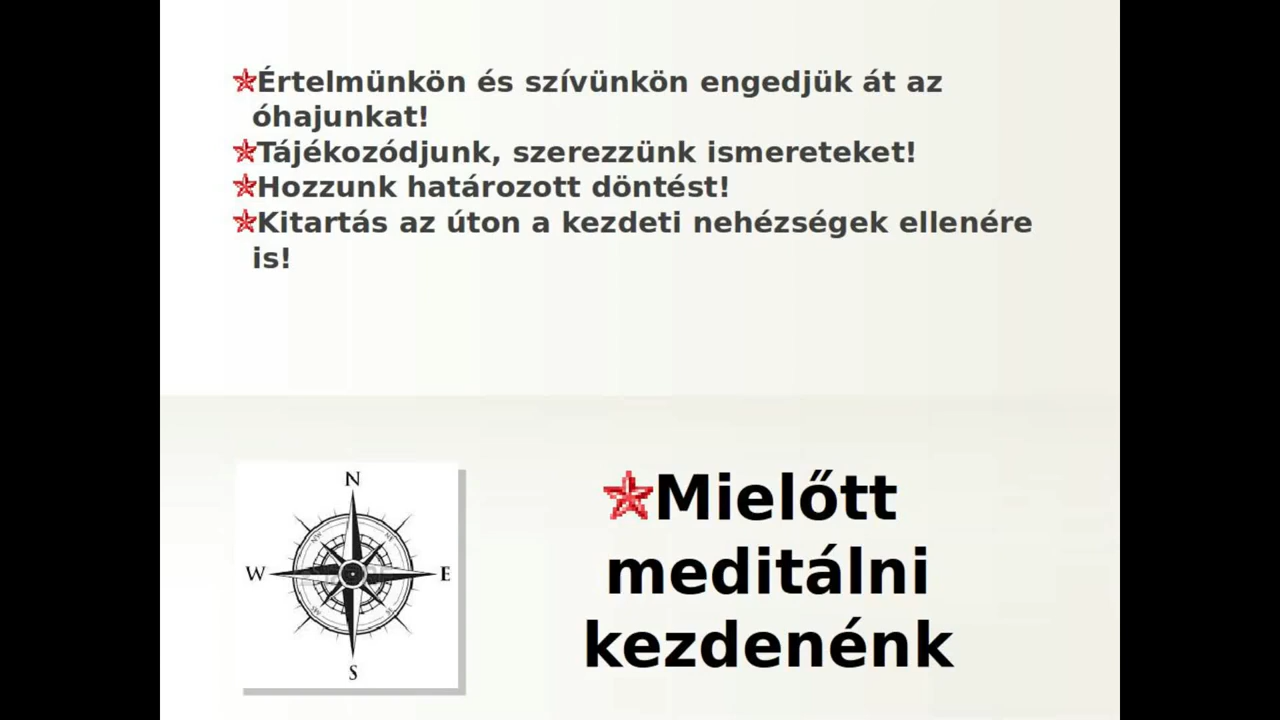 Értelmünkön és szívünkön engedjük át az
óhajunkat!
Tájékozódjunk, szerezzünk ismereteket!
Hozzunk határozott döntést!
Kitartás az úton a kezdeti nehézségek ellenére
is!
N
W
E
S
Mielőtt
meditálni
kezdenénk